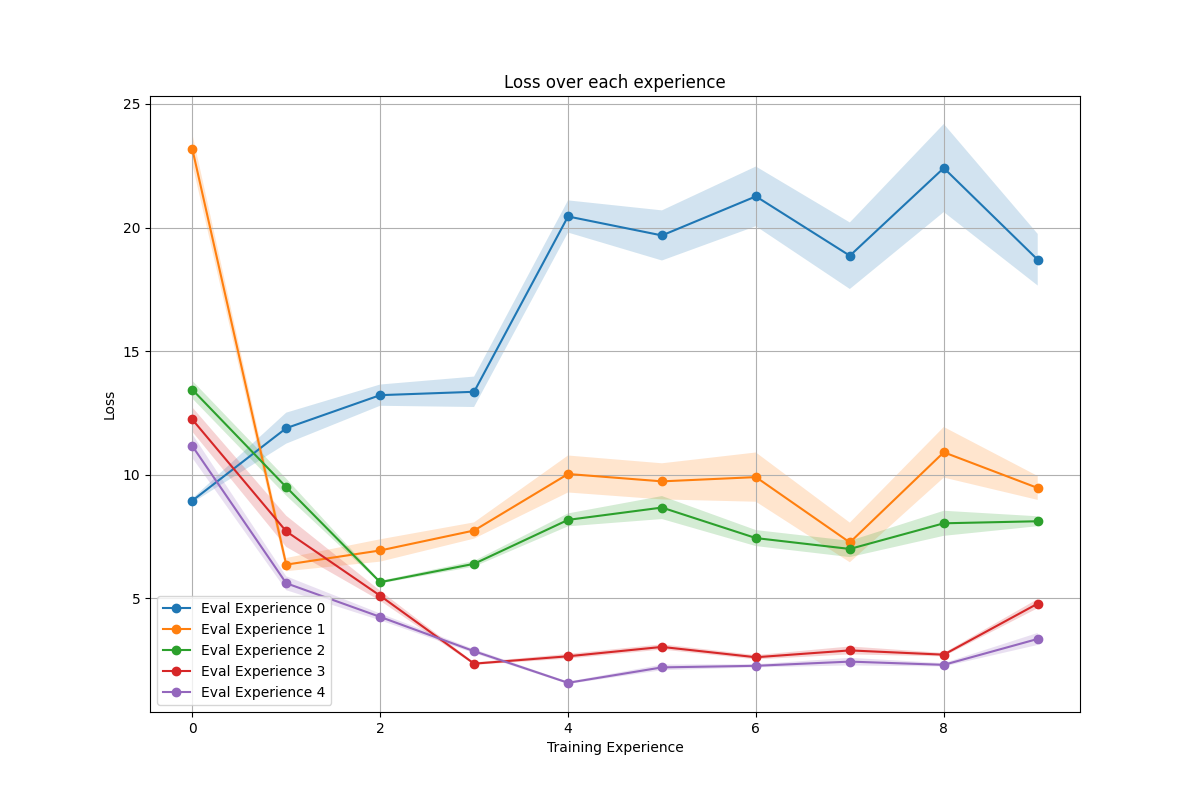 Loss over each experience
25
20
15
10
5
Loss
Eval Experience 0
Eval Experience 1
Eval Experience 2
Eval Experience 3
Eval Experience 4
0 2 4 6 8
Training Experience